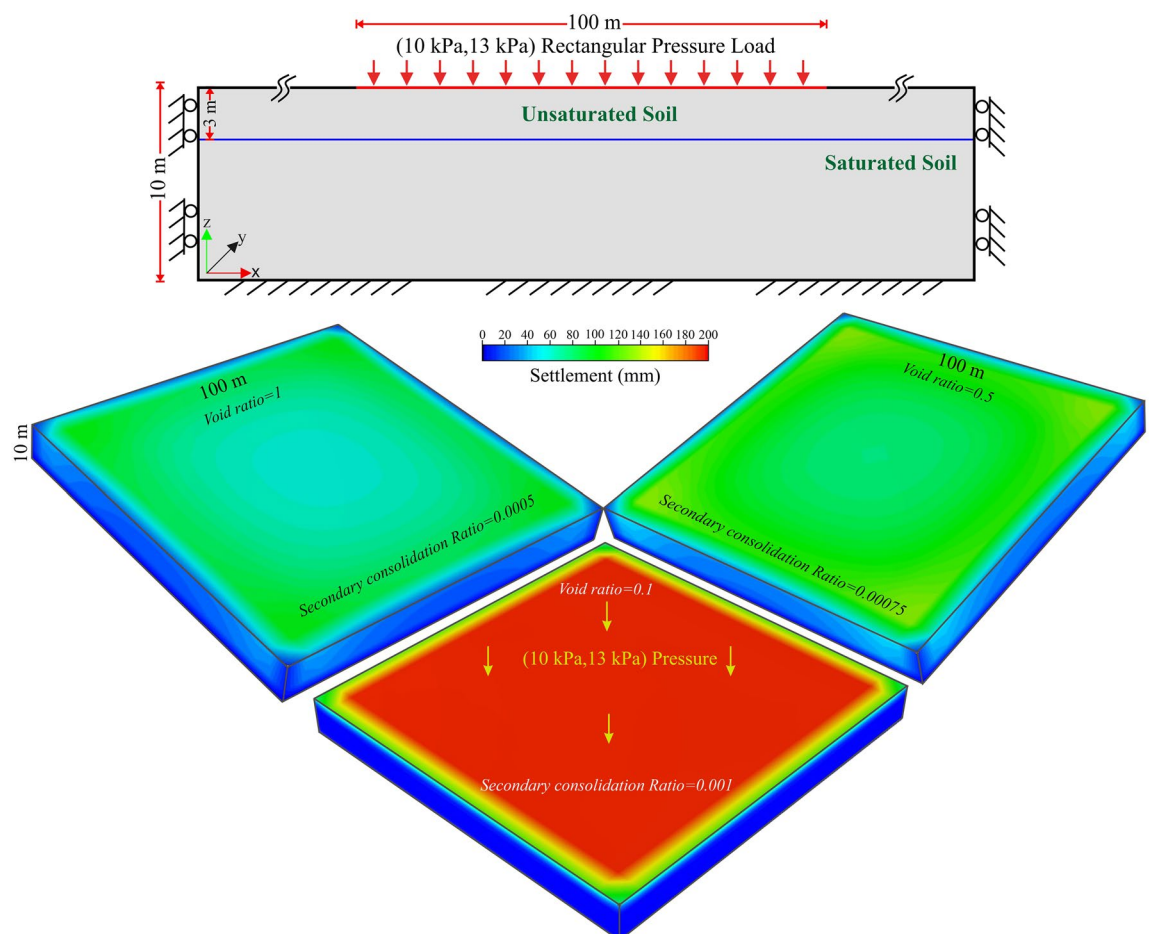 100 m
(10 kPa,13 kPa) Rectangular Pressure Load
3 m
Unsaturated Soil
Saturated Soil
10 m
z
y
x
0 20 40 60 80 100 120 140 160 180 200
Settlement (mm)
100 m
Void ratio=1
10 m
Secondary consolidation Ratio=0.0005
100 m
Void ratio=0.5
Secondary consolidation Ratio=0.00075
Void ratio=0.1
(10 kPa,13 kPa) Pressure
Secondary consolidation Ratio=0.001